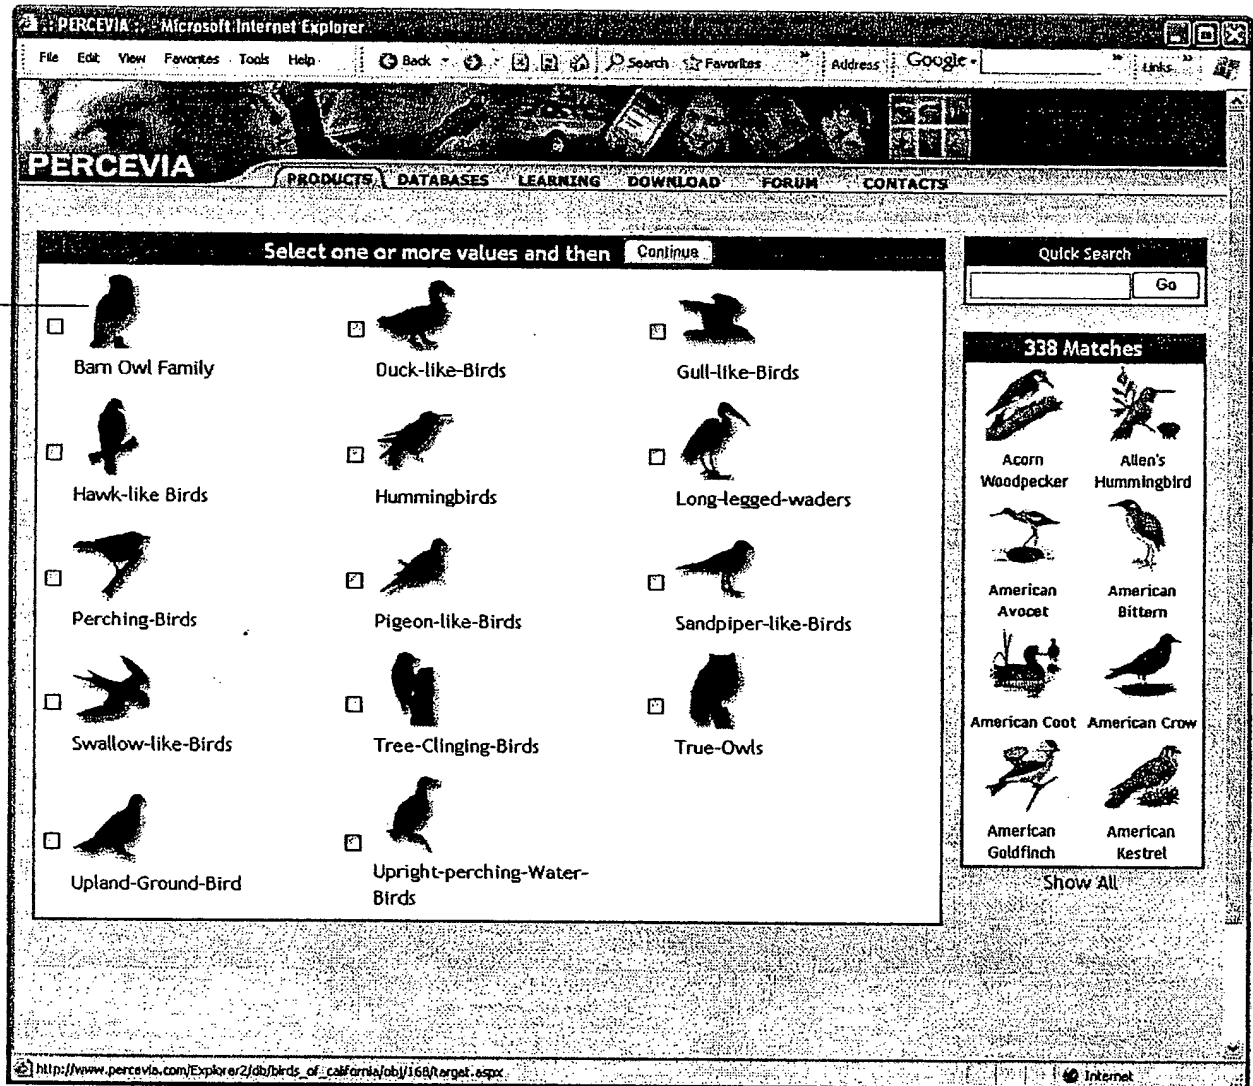 .: PERCEVIA :. Microsoft Internet Explorer
File Edit View Favorites Tools Help Back Search Favorites » Address Google » Links »
PERCEVIA
PRODUCTS DATABASES LEARNING DOWNLOAD FORUM CONTACTS
Select one or more values and then Continue
Barn Owl Family
Duck-like-Birds
Gull-like-Birds
Hawk-like Birds
Hummingbirds
Long-legged-waders
Perching-Birds
Pigeon-like-Birds
Sandpiper-like-Birds
Swallow-like-Birds
Tree-Clinging-Birds
True-Owls
Upland-Ground-Bird
Upright-perching-Water-
Birds
Quick Search
Go
338 Matches
Acorn
Woodpecker
Allen's
Hummingbird
American
Avocet
American
Bittern
American Coot
American Crow
American
Goldfinch
American
Kestrel
Show All
http://www.percevia.com/Explorer2/db/birds_of_california/obj/168/target.aspx
Internet